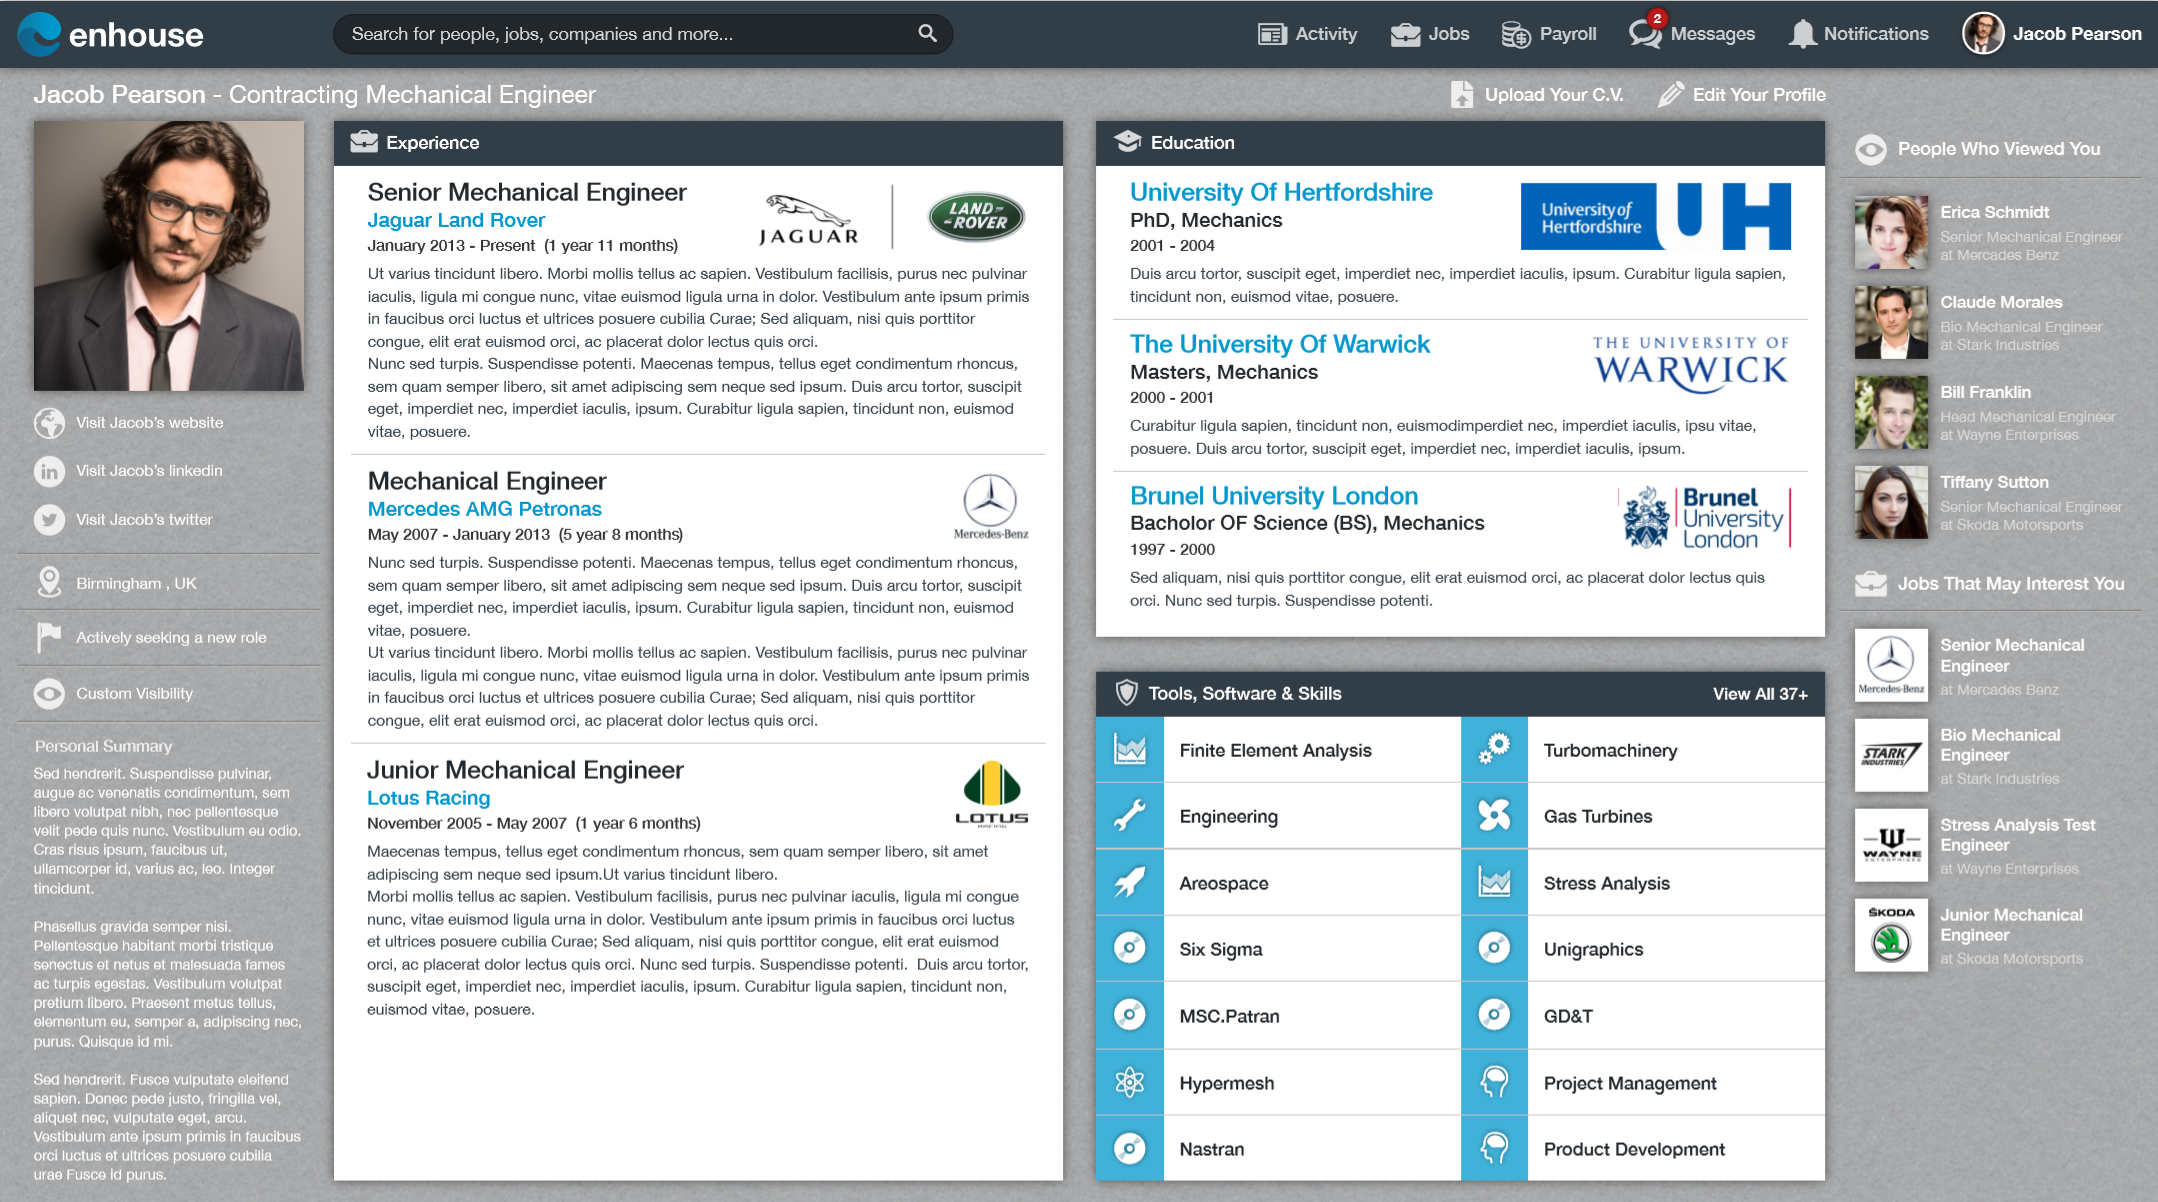 enhouse
Search for people, jobs, companies and more...
Activity
Jobs
Payroll
2
Messages
Notifications
Jacob Pearson
Jacob Pearson - Contracting Mechanical Engineer
Upload Your C.V.
Edit Your Profile
Visit Jacob's website
Visit Jacob's linkedin
Visit Jacob's twitter
Birmingham , UK
Actively seeking a new role
Custom Visibility
Personal Summary
Sed hendrerit. Suspendisse pulvinar,
augue ac venenatis condimentum, sem
libero volutpat nibh, nec pellentesque
velit pede quis nunc. Vestibulum eu odio.
Cras risus ipsum, faucibus ut,
ullamcorper id, varius ac, leo. Integer
tincidunt.
Phasellus gravida semper nisi.
Pellentesque habitant morbi tristique
senectus et netus et malesuada fames
ac turpis egestas. Vestibulum volutpat
pretium libero. Praesent metus tellus,
elementum eu, semper a, adipiscing nec,
purus. Quisque id mi.
Sed hendrerit. Fusce vulputate eleifend
sapien. Donec pede justo, fringilla vel,
aliquet nec, vulputate eget, arcu.
Vestibulum ante ipsum primis in faucibus
orci luctus et ultrices posuere cubilia
urae Fusce id purus.
Experience
Senior Mechanical Engineer
Jaguar Land Rover
January 2013 - Present (1 year 11 months)
JAGUAR
LAND-
-ROVER
Ut varius tincidunt libero. Morbi mollis tellus ac sapien. Vestibulum facilisis, purus nec pulvinar
iaculis, ligula mi congue nunc, vitae euismod ligula urna in dolor. Vestibulum ante ipsum primis
in faucibus orci luctus et ultrices posuere cubilia Curae; Sed aliquam, nisi quis porttitor
congue, elit erat euismod orci, ac placerat dolor lectus quis orci.
Nunc sed turpis. Suspendisse potenti. Maecenas tempus, tellus eget condimentum rhoncus,
sem quam semper libero, sit amet adipiscing sem neque sed ipsum. Duis arcu tortor, suscipit
eget, imperdiet nec, imperdiet iaculis, ipsum. Curabitur ligula sapien, tincidunt non, euismod
vitae, posuere.
Mechanical Engineer
Mercedes AMG Petronas
May 2007 - January 2013 (5 year 8 months)
Mercedes-Benz
Nunc sed turpis. Suspendisse potenti. Maecenas tempus, tellus eget condimentum rhoncus,
sem quam semper libero, sit amet adipiscing sem neque sed ipsum. Duis arcu tortor, suscipit
eget, imperdiet nec, imperdiet iaculis, ipsum. Curabitur ligula sapien, tincidunt non, euismod
vitae, posuere.
Ut varius tincidunt libero. Morbi mollis tellus ac sapien. Vestibulum facilisis, purus nec pulvinar
iaculis, ligula mi congue nunc, vitae euismod ligula urna in dolor. Vestibulum ante ipsum primis
in faucibus orci luctus et ultrices posuere cubilia Curae; Sed aliquam, nisi quis porttitor
congue, elit erat euismod orci, ac placerat dolor lectus quis orci.
Junior Mechanical Engineer
Lotus Racing
November 2005 - May 2007 (1 year 6 months)
LOTUS
RACING
Maecenas tempus, tellus eget condimentum rhoncus, sem quam semper libero, sit amet
adipiscing sem neque sed ipsum.Ut varius tincidunt libero.
Morbi mollis tellus ac sapien. Vestibulum facilisis, purus nec pulvinar iaculis, ligula mi congue
nunc, vitae euismod ligula urna in dolor. Vestibulum ante ipsum primis in faucibus orci luctus
et ultrices posuere cubilia Curae; Sed aliquam, nisi quis porttitor congue, elit erat euismod
orci, ac placerat dolor lectus quis orci. Nunc sed turpis. Suspendisse potenti. Duis arcu tortor,
suscipit eget, imperdiet nec, imperdiet iaculis, ipsum. Curabitur ligula sapien, tincidunt non,
euismod vitae, posuere.
Education
University Of Hertfordshire
PhD, Mechanics
2001 - 2004
University of
Hertfordshire
UH
Duis arcu tortor, suscipit eget, imperdiet nec, imperdiet iaculis, ipsum. Curabitur ligula sapien,
tincidunt non, euismod vitae, posuere.
The University Of Warwick
Masters, Mechanics
2000 - 2001
THE UNIVERSITY OF
WARWICK
Curabitur ligula sapien, tincidunt non, euismodimperdiet nec, imperdiet iaculis, ipsu vitae,
posuere. Duis arcu tortor, suscipit eget, imperdiet nec, imperdiet iaculis, ipsum.
Brunel University London
Bacholor OF Science (BS), Mechanics
1997 - 2000
Brunel
University
London
Sed aliquam, nisi quis porttitor congue, elit erat euismod orci, ac placerat dolor lectus quis
orci. Nunc sed turpis. Suspendisse potenti.
Tools, Software & Skills
View All 37+
Finite Element Analysis
Turbomachinery
Engineering
Gas Turbines
Areospace
Stress Analysis
Six Sigma
Unigraphics
MSC.Patran
GD&T
Hypermesh
Project Management
Nastran
Product Development
People Who Viewed You
Erica Schmidt
Senior Mechanical Engineer
at Mercades Benz
Claude Morales
Bio Mechanical Engineer
at Stark Industries
Bill Franklin
Head Mechanical Engineer
at Wayne Enterprises
Tiffany Sutton
Senior Mechanical Engineer
at Skoda Motorsports
Jobs That May Interest You
Mercedes-Benz
Senior Mechanical
Engineer
at Mercades Benz
STARK
INDUSTRIES
Bio Mechanical
Engineer
at Stark Industries
WAYNE
ENTERPRISES
Stress Analysis Test
Engineer
at Wayne Enterprises
ŠKODA
Junior Mechanical
Engineer
at Skoda Motorsports